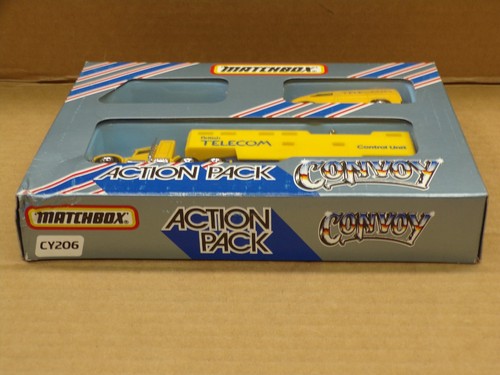 MATCHBOX
British
TELECOM
Control Unit
ACTION PACK
CONVOY
MATCHBOX
CY206
ACTION
PACK
CONVOY